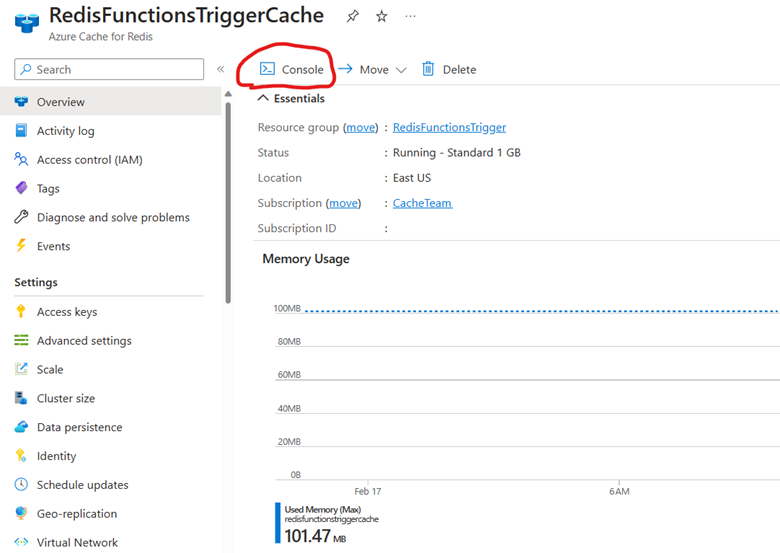 RedisFunctionsTriggerCache
Azure Cache for Redis
Search
Overview
Activity log
Access control (IAM)
Tags
Diagnose and solve problems
Events
Settings
Access keys
Advanced settings
Scale
Cluster size
Data persistence
Identity
Schedule updates
Geo-replication
Virtual Network
Console Move Delete
Essentials
Resource group (move) : RedisFunctionsTrigger
Status : Running - Standard 1 GB
Location : East US
Subscription (move) : CacheTeam
Subscription ID :
Memory Usage
100MB
80MB
60MB
40MB
20MB
0B
Feb 17 6 AM
Used Memory (Max)
redisfunctionstriggercache
101.47 MB